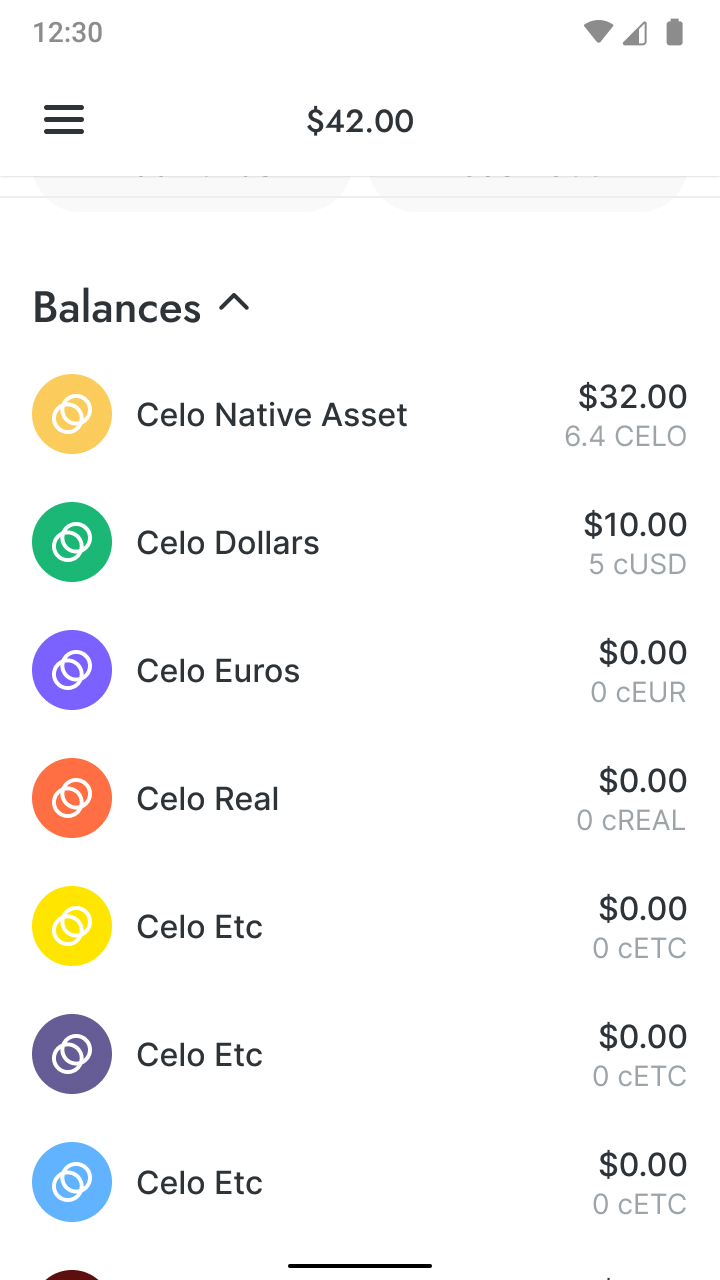 12:30
$42.00
Balances
Celo Native Asset
$32.00
6.4 CELO
Celo Dollars
$10.00
5 cUSD
Celo Euros
$0.00
0 cEUR
Celo Real
$0.00
0 cREAL
Celo Etc
$0.00
0 cETC
Celo Etc
$0.00
0 cETC
Celo Etc
$0.00
0 cETC